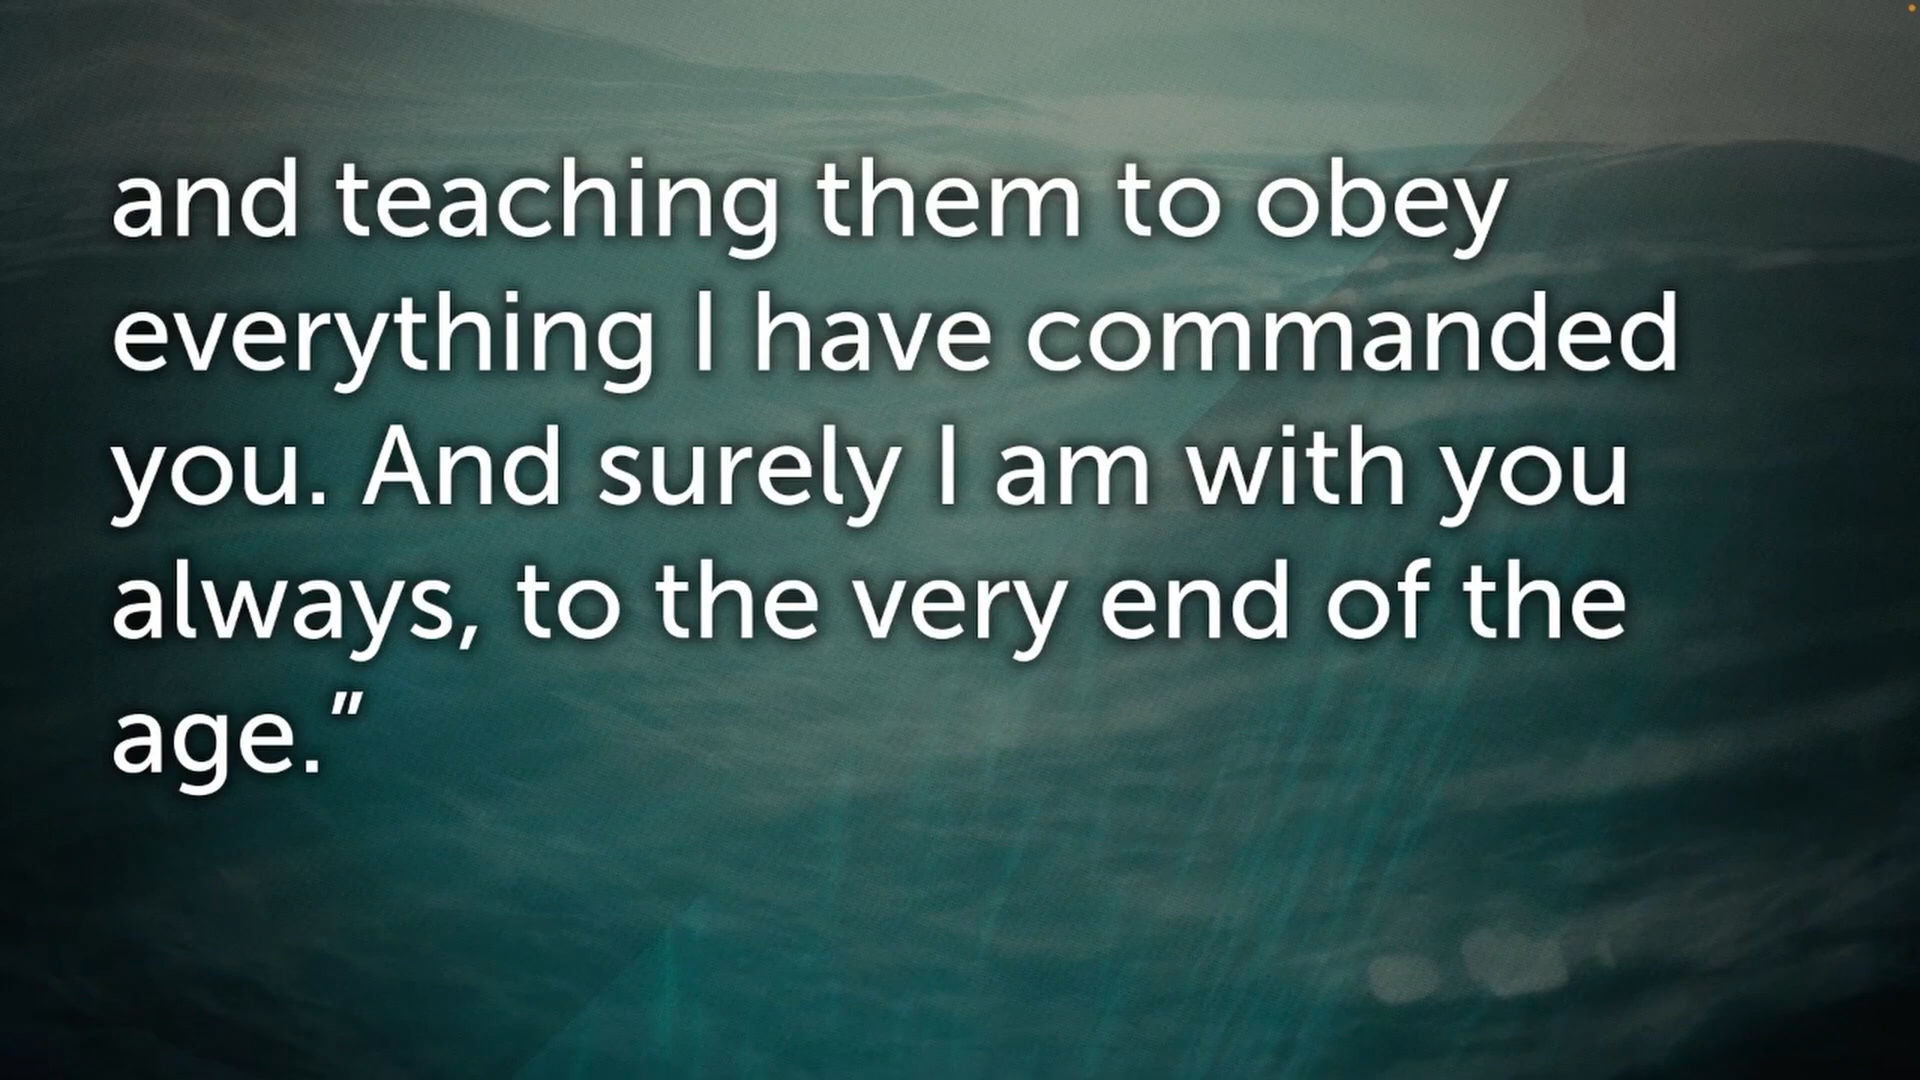 and teaching them to obey
everything I have commanded
you. And surely I am with you
always, to the very end of the
age.”